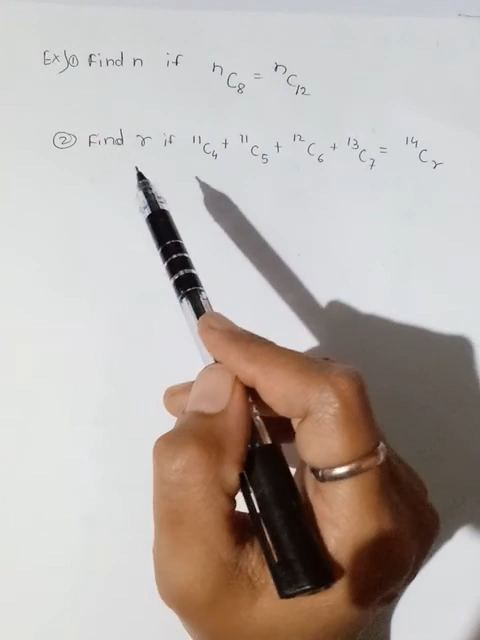 Ex) ① Find n if ⁿC₈ = ⁿC₁₂
② Find r if ¹¹C₄ + ¹¹C₅ + ¹²C₆ + ¹³C₇ = ¹⁴Cᵣ